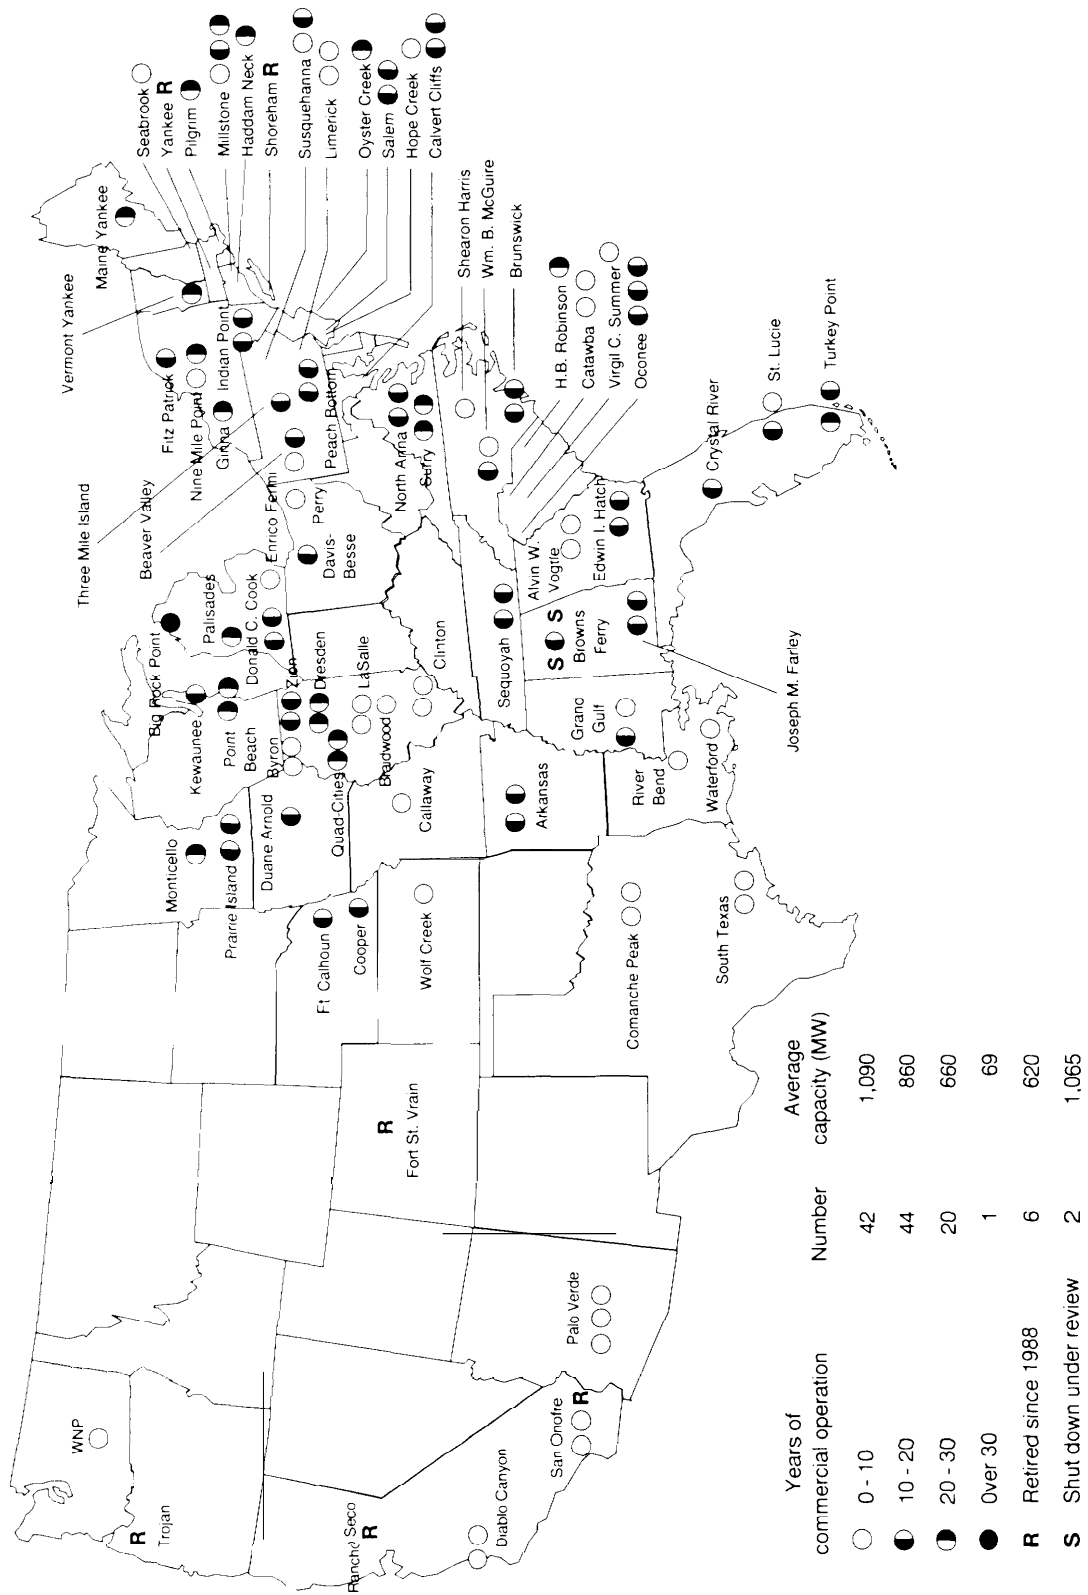 WNP
R
Trojan
Rancho Seco
R
Diablo Canyon
San Onofre
R
Palo Verde
R
Fort St. Vrain
Ft Calhoun
Cooper
Wolf Creek
Comanche Peak
South Texas
Monticello
Prairie Island
Duane Arnold
Quad-Cities
Callaway
Arkansas
River
Bend
Waterford
Kewaunee
Point
Beach
Byron
Zion
Dresden
LaSalle
Braidwood
Clinton
Big Rock Point
Palisades
Donald C. Cook
Enrico Fermi
Davis-
Besse
Perry
Three Mile Island
Beaver Valley
Peach Bottom
Fitz Patrick
Nine Mile Point
Ginna
Indian Point
Vermont Yankee
Maine Yankee
Seabrook
Yankee R
Pilgrim
Millstone
Haddam Neck
Shoreham R
Susquehanna
Limerick
Oyster Creek
Salem
Hope Creek
Calvert Cliffs
North Anna
Surry
Shearon Harris
Wm. B. McGuire
Brunswick
H.B. Robinson
Catawba
Virgil C. Summer
Oconee
Sequoyah
S S
Browns
Ferry
Grand
Gulf
Alvin W.
Vogtle
Edwin I. Hatch
Joseph M. Farley
Crystal River
St. Lucie
Turkey Point
Years of
commercial operation Number Average
capacity (MW)
0 - 10 42 1,090
10 - 20 44 860
20 - 30 20 660
Over 30 1 69
R Retired since 1988 6 620
S Shut down under review 2 1,065